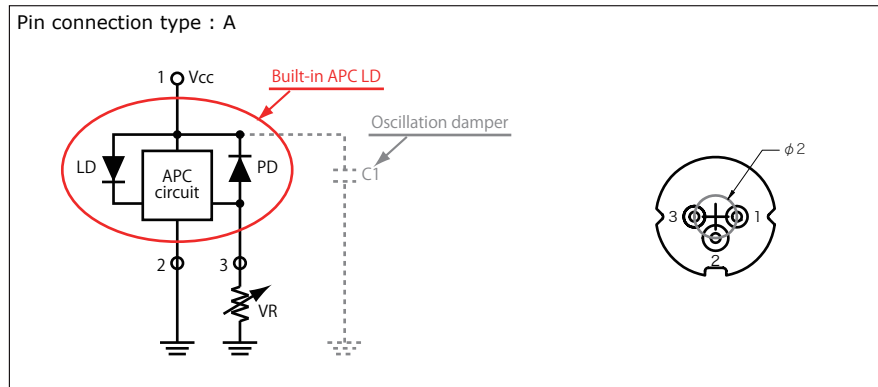 Pin connection type : A
1 Vcc
Built-in APC LD
Oscillation damper
LD
APC
circuit
PD
C1
2
3
VR
φ2
3
1
2